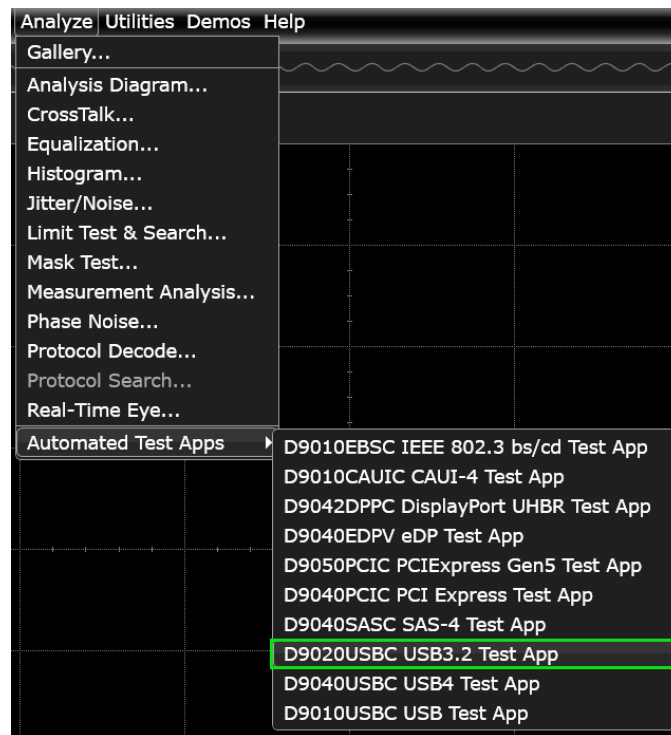 Analyze Utilities Demos Help
Gallery...
Analysis Diagram...
CrossTalk...
Equalization...
Histogram...
Jitter/Noise...
Limit Test & Search...
Mask Test...
Measurement Analysis...
Phase Noise...
Protocol Decode...
Protocol Search...
Real-Time Eye...
Automated Test Apps
D9010EBSC IEEE 802.3 bs/cd Test App
D9010CAUIC CAUI-4 Test App
D9042DPPC DisplayPort UHBR Test App
D9040EDPV eDP Test App
D9050PCIC PCIExpress Gen5 Test App
D9040PCIC PCI Express Test App
D9040SASC SAS-4 Test App
D9020USBC USB3.2 Test App
D9040USBC USB4 Test App
D9010USBC USB Test App